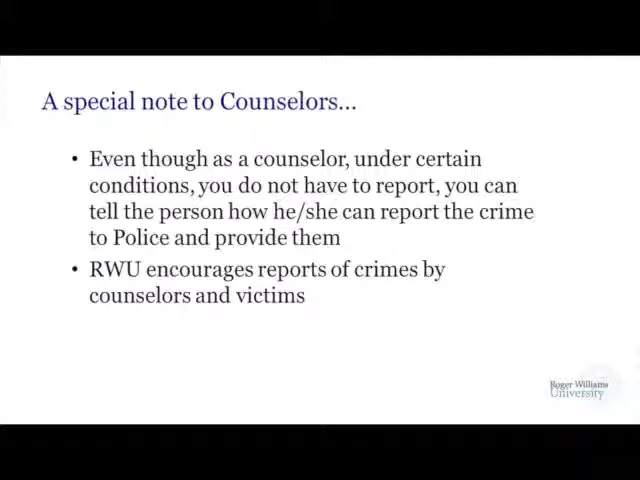 A special note to Counselors...
• Even though as a counselor, under certain
conditions, you do not have to report, you can
tell the person how he/she can report the crime
to Police and provide them
• RWU encourages reports of crimes by
counselors and victims
Roger Williams
University